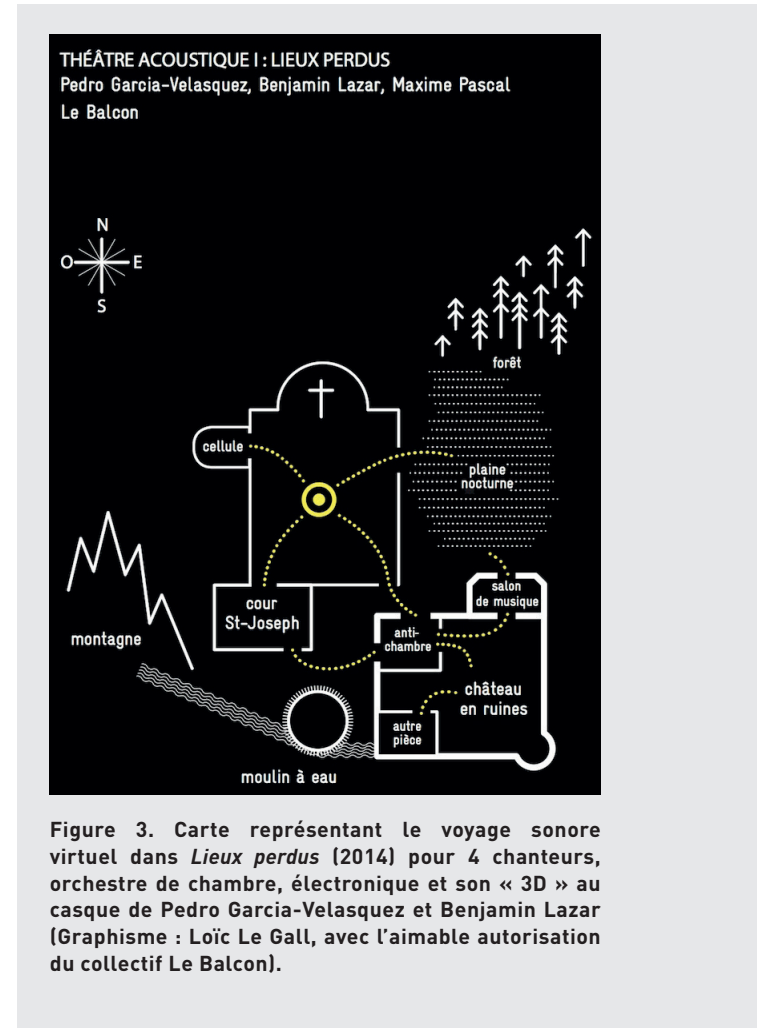 THÉÂTRE ACOUSTIQUE I : LIEUX PERDUS
Pedro Garcia-Velasquez, Benjamin Lazar, Maxime Pascal
Le Balcon
N
O
E
S
forêt
cellule
plaine
nocturne
salon
de musique
cour
St-Joseph
anti-
chambre
montagne
château
en ruines
autre
pièce
moulin à eau
Figure 3. Carte représentant le voyage sonore
virtuel dans Lieux perdus (2014) pour 4 chanteurs,
orchestre de chambre, électronique et son « 3D » au
casque de Pedro Garcia-Velasquez et Benjamin Lazar
(Graphisme : Loïc Le Gall, avec l’aimable autorisation
du collectif Le Balcon).